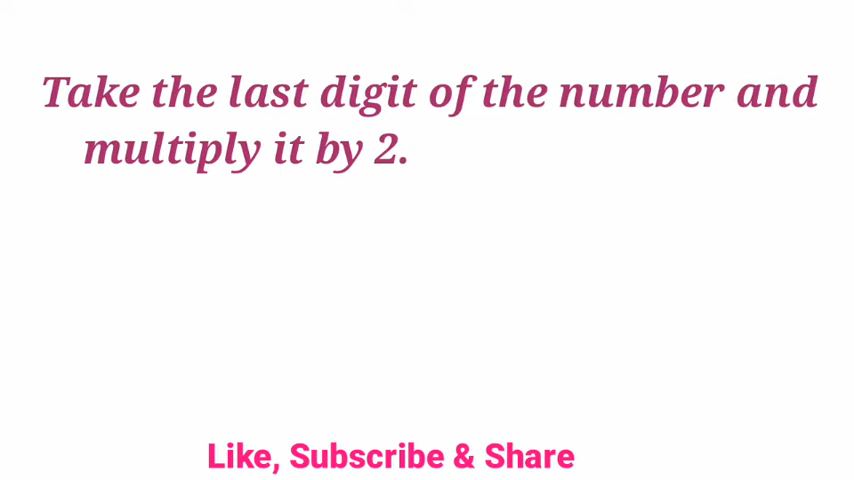 Take the last digit of the number and
multiply it by 2.
Like, Subscribe & Share